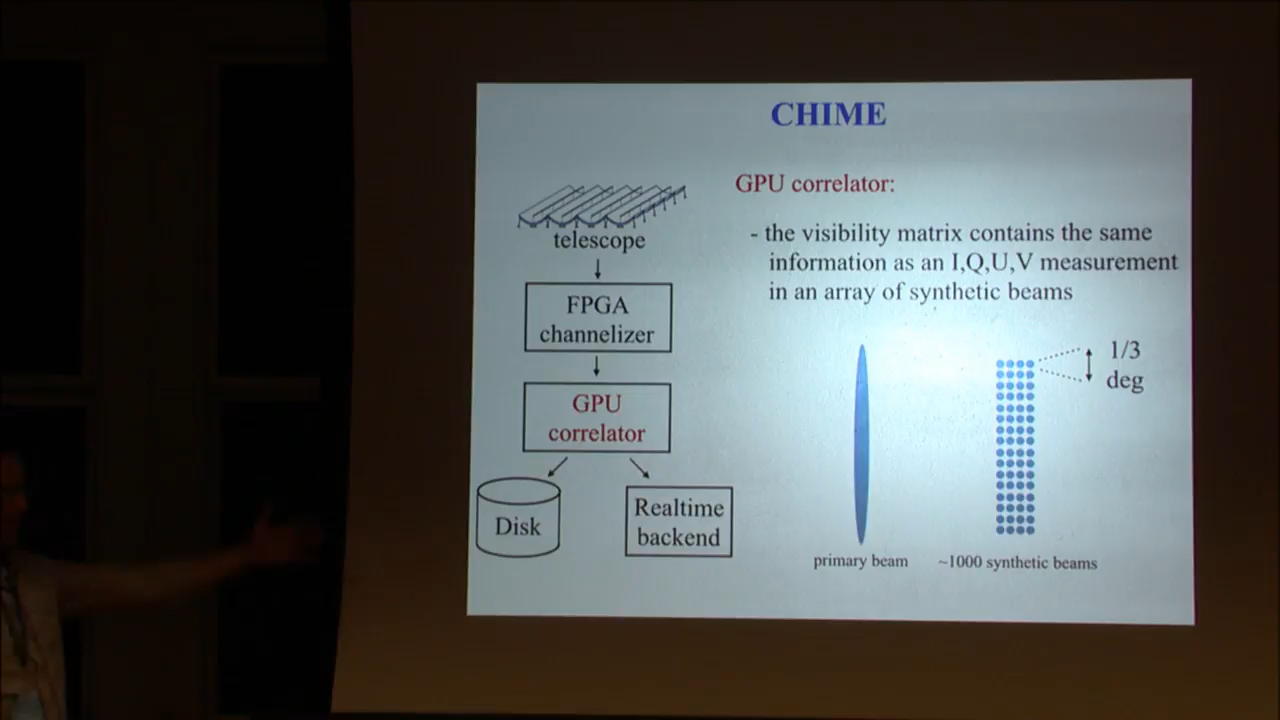 CHIME
telescope
FPGA
channelizer
GPU
correlator
Disk
Realtime
backend
GPU correlator:
- the visibility matrix contains the same
information as an I,Q,U,V measurement
in an array of synthetic beams
1/3
deg
primary beam
~1000 synthetic beams